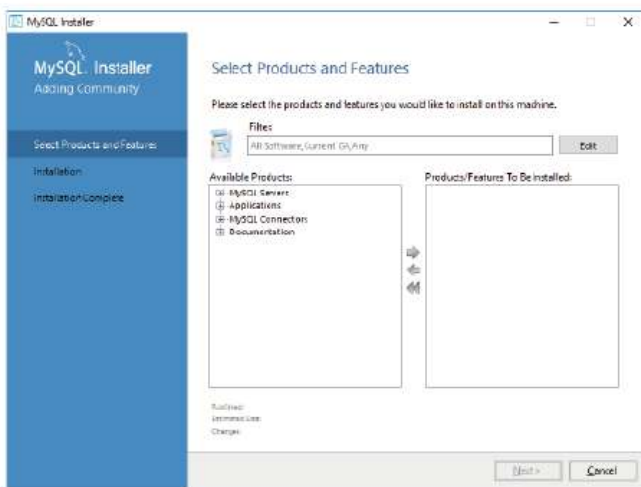 MySQL Installer
MySQL Installer
Adding Community
Select Products and Features
Installation
Installation Complete
Select Products and Features
Please select the products and features you would like to install on this machine.
Filter:
All Software,Current GA,Any
Edit
Available Products:
MySQL Servers
Applications
MySQL Connectors
Documentation
Products/Features To Be Installed:
Changes:
Next >
Cancel